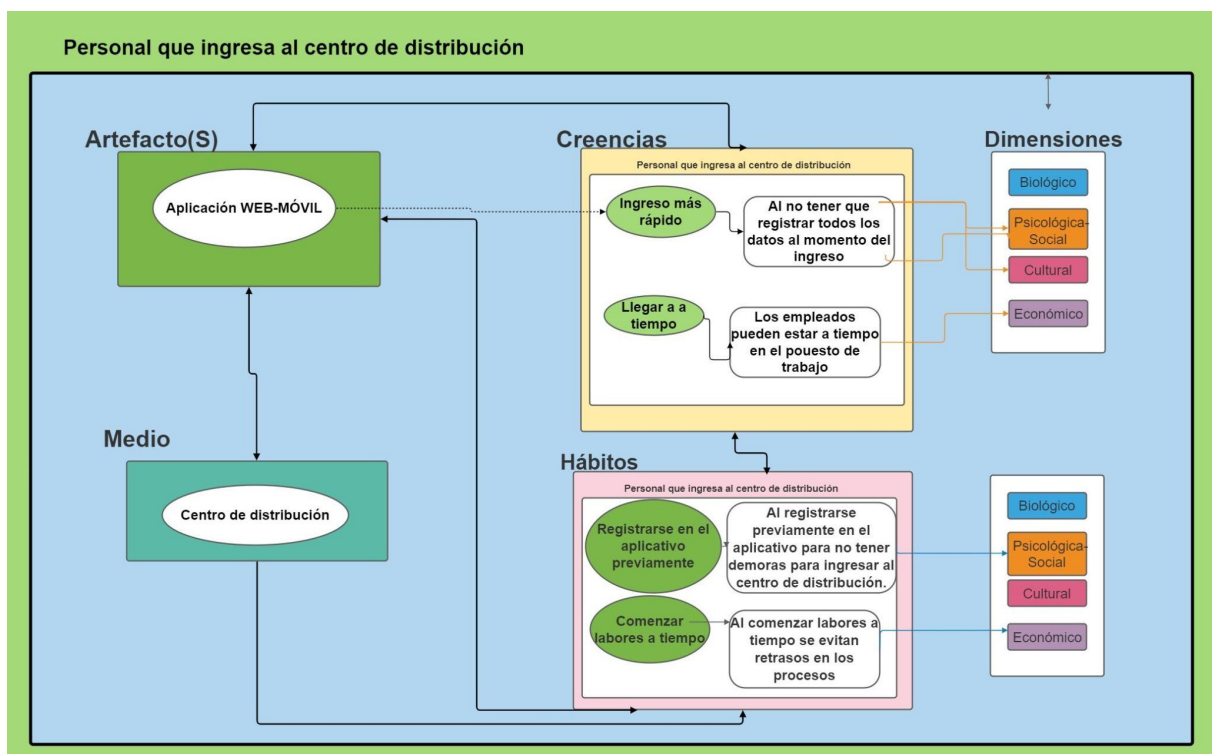 Personal que ingresa al centro de distribución
Artefacto(S)
Aplicación WEB-MÓVIL
Creencias
Personal que ingresa al centro de distribución
Ingreso más
rápido
Al no tener que
registrar todos los
datos al momento del
ingreso
Llegar a a
tiempo
Los empleados
pueden estar a tiempo
en el pouesto de
trabajo
Dimensiones
Biológico
Psicológica-
Social
Cultural
Económico
Medio
Centro de distribución
Hábitos
Personal que ingresa al centro de distribución
Registrarse en el
aplicativo
previamente
Al registrarse
previamente en el
aplicativo para no tener
demoras para ingresar al
centro de distribución.
Comenzar
labores a tiempo
Al comenzar labores a
tiempo se evitan
retrasos en los
procesos
Biológico
Psicológica-
Social
Cultural
Económico